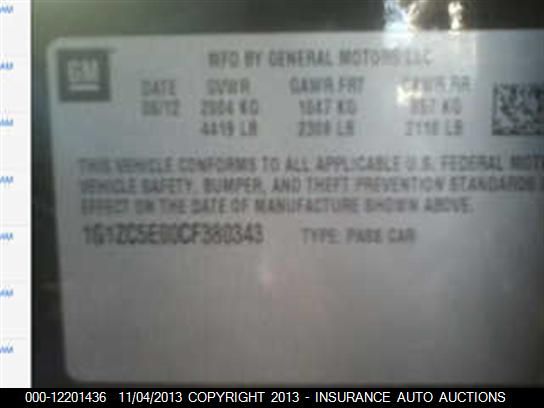 GM
MFD BY GENERAL MOTORS LLC
DATE GVWR GAWR FRT GAWR RR
06/12 2004 KG 1047 KG 957 KG
4419 LB 2309 LB 2110 LB
THIS VEHICLE CONFORMS TO ALL APPLICABLE U.S. FEDERAL MOTO
VEHICLE SAFETY, BUMPER, AND THEFT PREVENTION STANDARDS
EFFECT ON THE DATE OF MANUFACTURE SHOWN ABOVE.
TYPE: PASS CAR
000-12201436 11/04/2013 COPYRIGHT 2013 - INSURANCE AUTO AUCTIONS